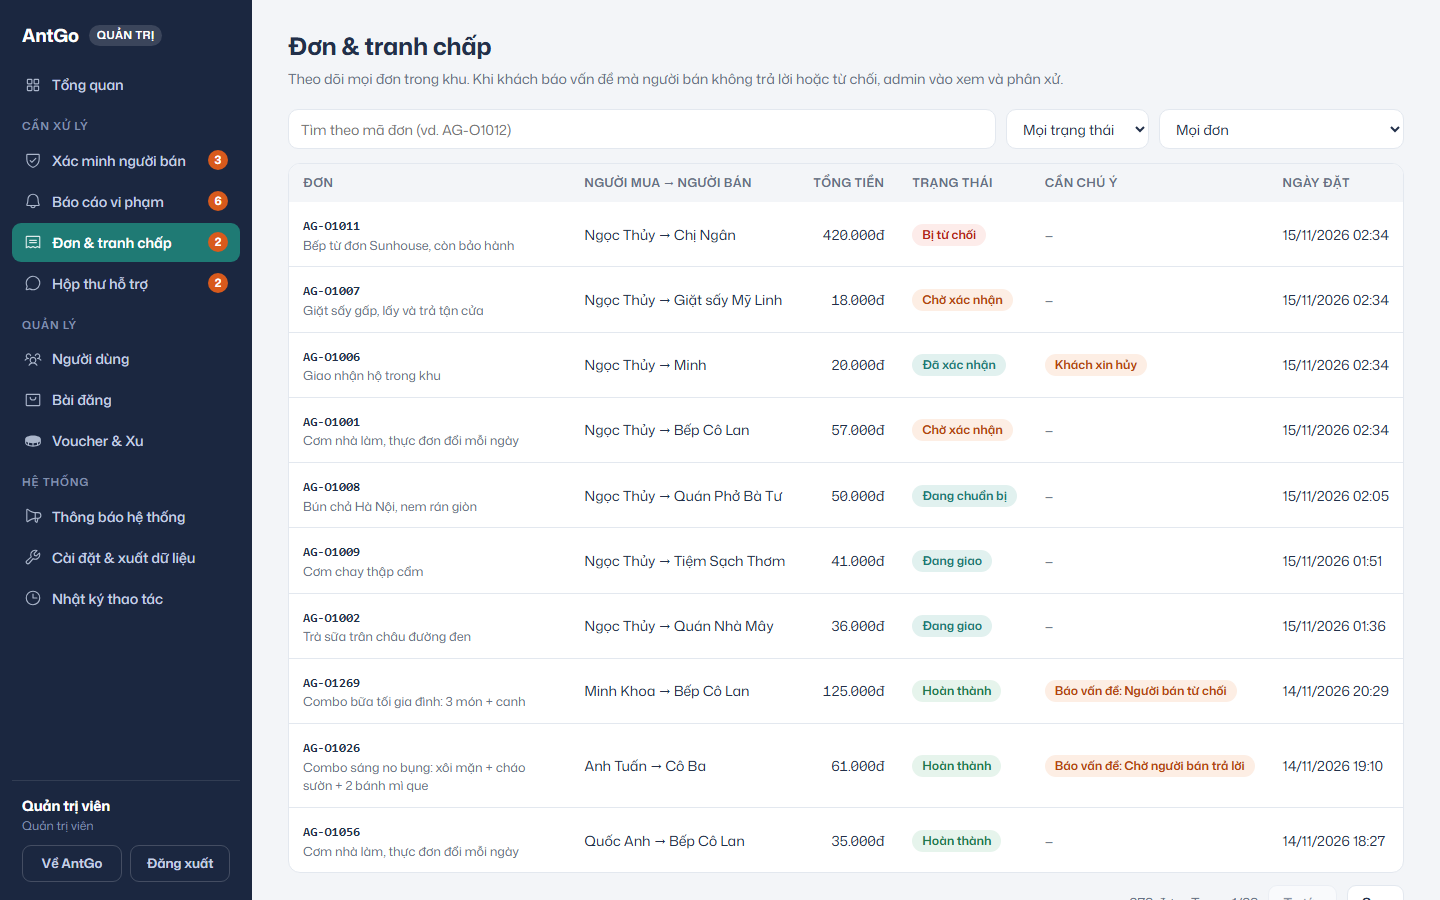 AntGo QUẢN TRỊ
Tổng quan
CẦN XỬ LÝ
Xác minh người bán 3
Báo cáo vi phạm 6
Đơn & tranh chấp 2
Hộp thư hỗ trợ 2
QUẢN LÝ
Người dùng
Bài đăng
Voucher & Xu
HỆ THỐNG
Thông báo hệ thống
Cài đặt & xuất dữ liệu
Nhật ký thao tác
Quản trị viên
Quản trị viên
Về AntGo Đăng xuất
Đơn & tranh chấp
Theo dõi mọi đơn trong khu. Khi khách báo vấn đề mà người bán không trả lời hoặc từ chối, admin vào xem và phân xử.
Tìm theo mã đơn (vd. AG-O1012) Mọi trạng thái Mọi đơn
ĐƠN NGƯỜI MUA → NGƯỜI BÁN TỔNG TIỀN TRẠNG THÁI CẦN CHÚ Ý NGÀY ĐẶT
AG-O1011
Bếp từ đơn Sunhouse, còn bảo hành
Ngọc Thủy → Chị Ngân 420.000đ Bị từ chối – 15/11/2026 02:34
AG-O1007
Giặt sấy gấp, lấy và trả tận cửa
Ngọc Thủy → Giặt sấy Mỹ Linh 18.000đ Chờ xác nhận – 15/11/2026 02:34
AG-O1006
Giao nhận hộ trong khu
Ngọc Thủy → Minh 20.000đ Đã xác nhận Khách xin hủy 15/11/2026 02:34
AG-O1001
Cơm nhà làm, thực đơn đổi mỗi ngày
Ngọc Thủy → Bếp Cô Lan 57.000đ Chờ xác nhận – 15/11/2026 02:34
AG-O1008
Bún chả Hà Nội, nem rán giòn
Ngọc Thủy → Quán Phở Bà Tư 50.000đ Đang chuẩn bị – 15/11/2026 02:05
AG-O1009
Cơm chay thập cẩm
Ngọc Thủy → Tiệm Sạch Thơm 41.000đ Đang giao – 15/11/2026 01:51
AG-O1002
Trà sữa trân châu đường đen
Ngọc Thủy → Quán Nhà Mây 36.000đ Đang giao – 15/11/2026 01:36
AG-O1269
Combo bữa tối gia đình: 3 món + canh
Minh Khoa → Bếp Cô Lan 125.000đ Hoàn thành Báo vấn đề: Người bán từ chối 14/11/2026 20:29
AG-O1026
Combo sáng no bụng: xôi mặn + cháo
sườn + 2 bánh mì que
Anh Tuấn → Cô Ba 61.000đ Hoàn thành Báo vấn đề: Chờ người bán trả lời 14/11/2026 19:10
AG-O1056
Cơm nhà làm, thực đơn đổi mỗi ngày
Quốc Anh → Bếp Cô Lan 35.000đ Hoàn thành – 14/11/2026 18:27